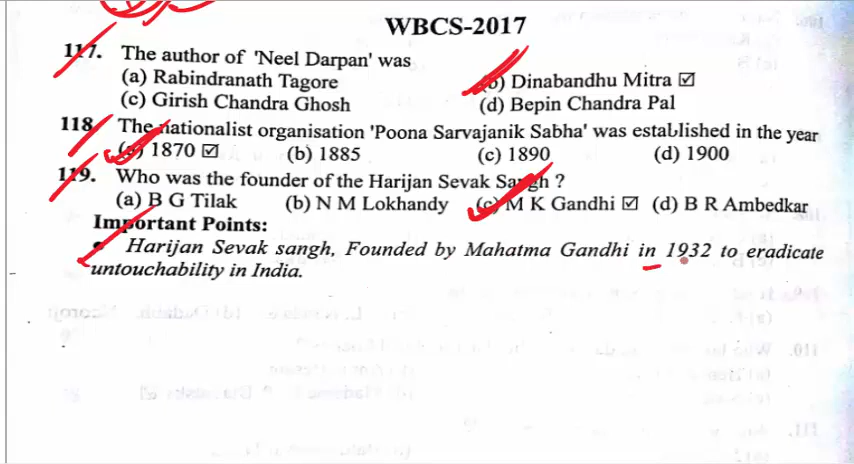 WBCS-2017
117. The author of 'Neel Darpan' was
(a) Rabindranath Tagore (b) Dinabandhu Mitra ☑
(c) Girish Chandra Ghosh (d) Bepin Chandra Pal
118. The nationalist organisation 'Poona Sarvajanik Sabha' was established in the year
(a) 1870 ☑ (b) 1885 (c) 1890 (d) 1900
119. Who was the founder of the Harijan Sevak Sangh ?
(a) B G Tilak (b) N M Lokhandy (c) M K Gandhi ☑ (d) B R Ambedkar
Important Points:
• Harijan Sevak sangh, Founded by Mahatma Gandhi in 1932 to eradicate
untouchability in India.